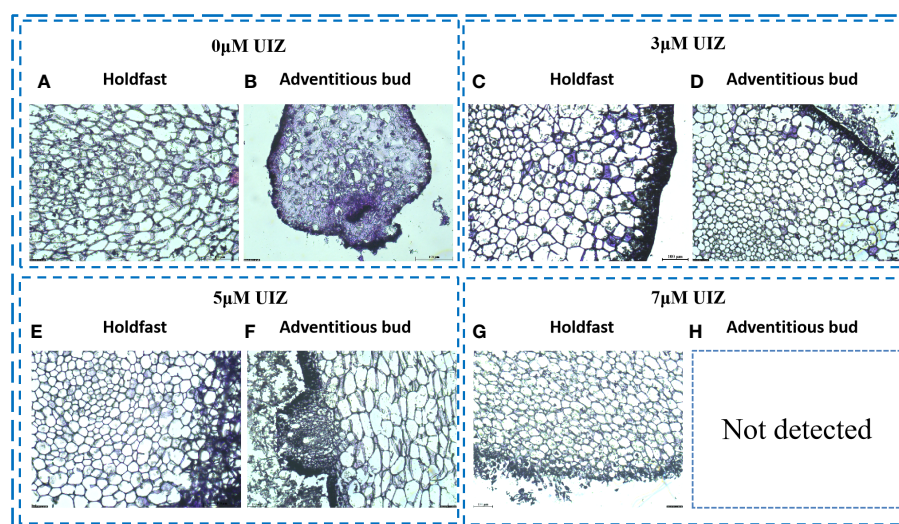 0μM UIZ
3μM UIZ
A Holdfast B Adventitious bud
C Holdfast D Adventitious bud
5μM UIZ
7μM UIZ
E Holdfast F Adventitious bud
G Holdfast H Adventitious bud
Not detected